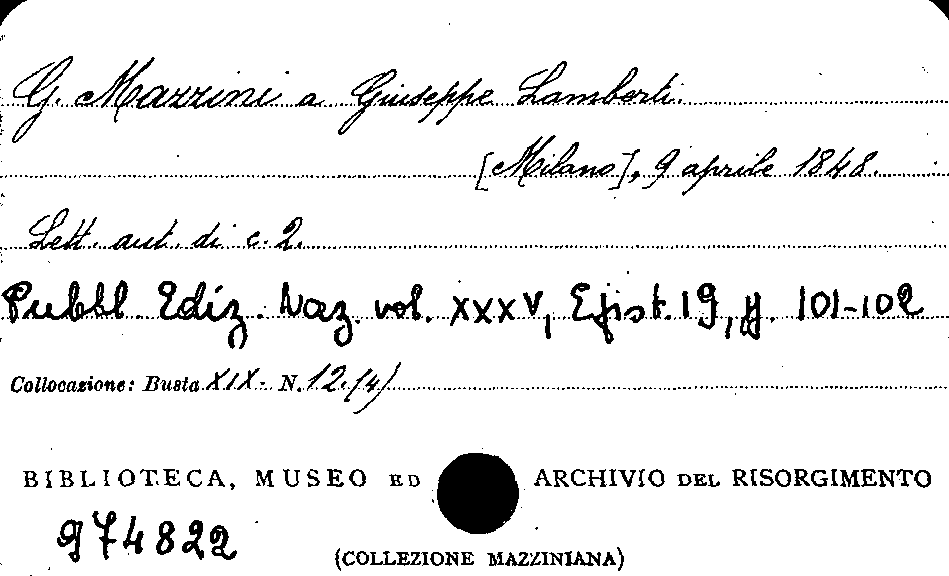 G. Mazzini a Giuseppe Lamberti.
[Milano], 9 aprile 1848.
Lett. aut. di c. 2.
Pubbl. Ediz. Naz. vol. XXXV, Epist. 19, p. 101-102
Collocazione: Busta XIX- N. 12.(4)
BIBLIOTECA, MUSEO ED ARCHIVIO DEL RISORGIMENTO
974822
(COLLEZIONE MAZZINIANA)